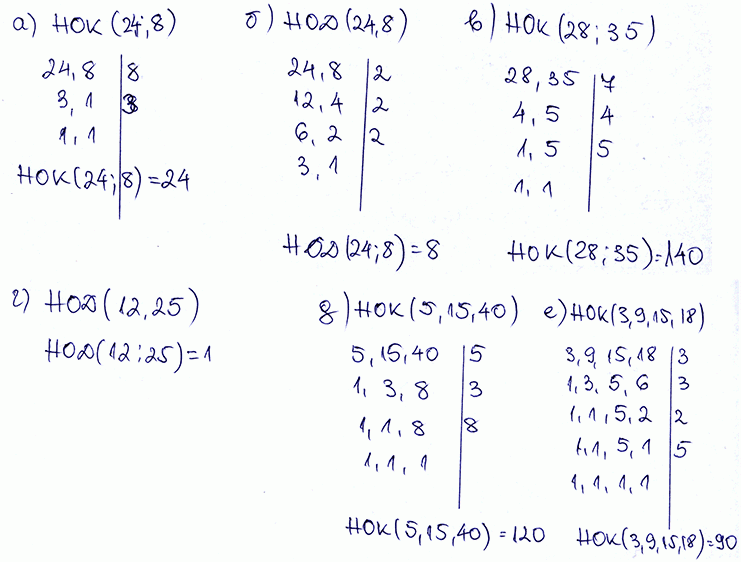 а) НОК (24; 8)
24, 8 | 8
3, 1 | 3
1, 1
НОК(24; 8) = 24
б) НОД(24,8)
24, 8 | 2
12, 4 | 2
6, 2 | 2
3, 1
НОД(24; 8) = 8
в) НОК (28; 35)
28, 35 | 7
4, 5 | 4
1, 5 | 5
1, 1
НОК(28; 35) = 140
г) НОД(12,25)
НОД(12; 25) = 1
д) НОК(5, 15, 40)
5, 15, 40 | 5
1, 3, 8 | 3
1, 1, 8 | 8
1, 1, 1
НОК(5, 15, 40) = 120
е) НОК(3, 9, 15, 18)
3, 9, 15, 18 | 3
1, 3, 5, 6 | 3
1, 1, 5, 2 | 2
1, 1, 5, 1 | 5
1, 1, 1, 1
НОК(3, 9, 15, 18) = 90